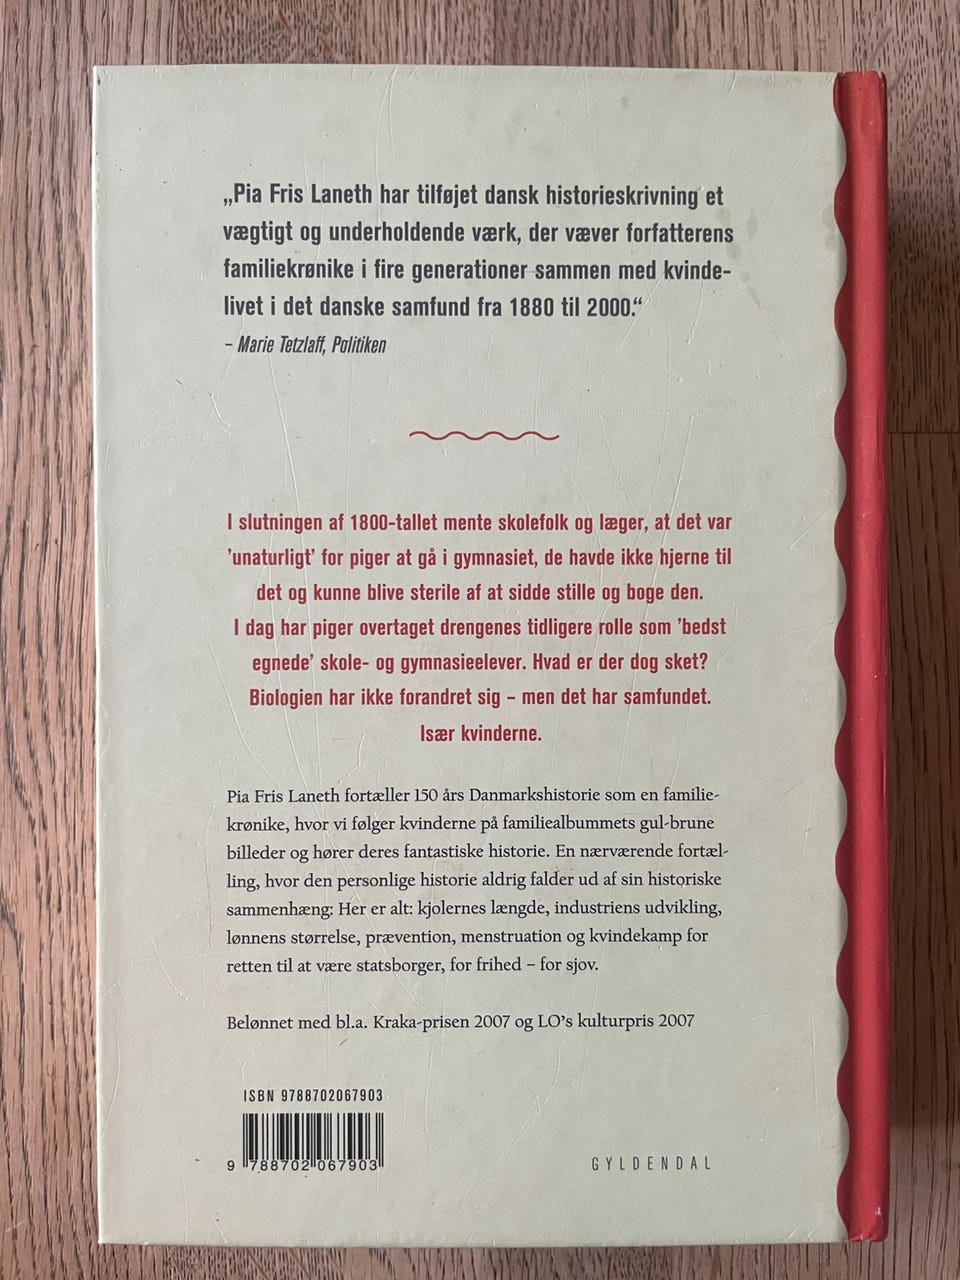 „Pia Fris Laneth har tilføjet dansk historieskrivning et
vægtigt og underholdende værk, der væver forfatterens
familiekrønike i fire generationer sammen med kvinde-
livet i det danske samfund fra 1880 til 2000.“
– Marie Tetzlaff, Politiken
I slutningen af 1800-tallet mente skolefolk og læger, at det var
'unaturligt' for piger at gå i gymnasiet, de havde ikke hjerne til
det og kunne blive sterile af at sidde stille og boge den.
I dag har piger overtaget drengenes tidligere rolle som 'bedst
egnede' skole- og gymnasieelever. Hvad er der dog sket?
Biologien har ikke forandret sig – men det har samfundet.
Især kvinderne.
Pia Fris Laneth fortæller 150 års Danmarkshistorie som en familie-
krønike, hvor vi følger kvinderne på familiealbummets gul-brune
billeder og hører deres fantastiske historie. En nærværende fortæl-
ling, hvor den personlige historie aldrig falder ud af sin historiske
sammenhæng: Her er alt: kjolernes længde, industriens udvikling,
lønnens størrelse, prævention, menstruation og kvindekamp for
retten til at være statsborger, for frihed – for sjov.
Belønnet med bl.a. Kraka-prisen 2007 og LO's kulturpris 2007
ISBN 9788702067903
9 788702 067903
GYLDENDAL